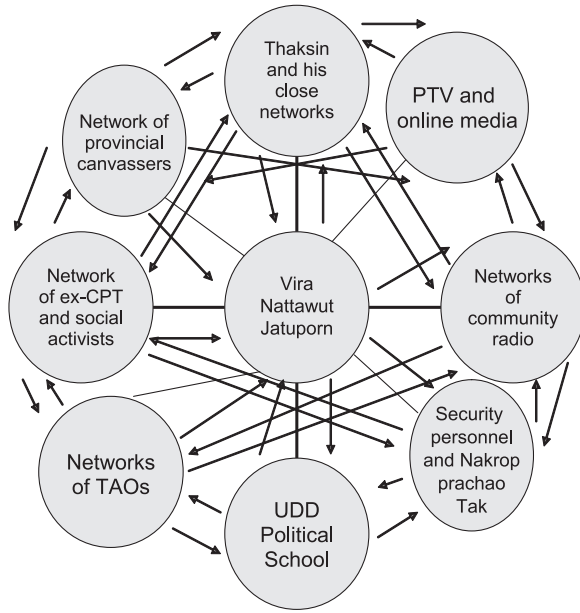 Thaksin
and his
close
networks
PTV and
online media
Network of
provincial
canvassers
Network
of ex-CPT
and social
activists
Vira
Nattawut
Jatuporn
Networks
of
community
radio
Networks
of TAOs
UDD
Political
School
Security
personnel
and Nakrop
prachao
Tak